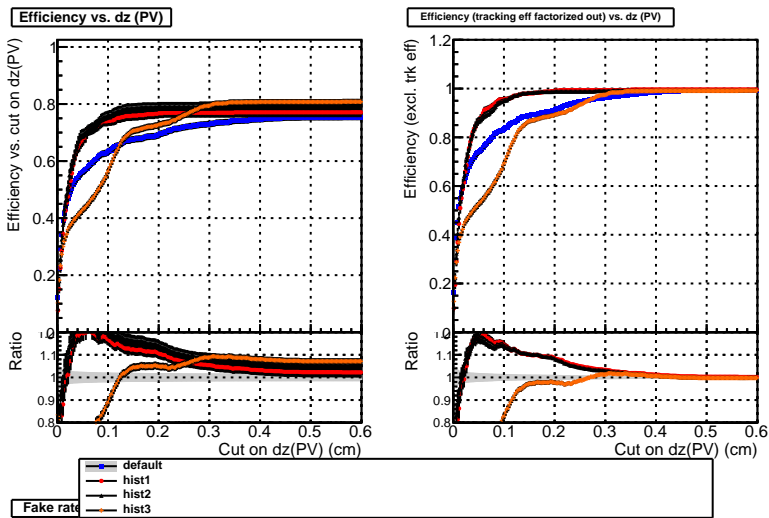 Efficiency vs. dz (PV)
Efficiency vs. cut on dz(PV)
1
0.8
0.6
0.4
0.2
0
Ratio
1.1
1.0
0.9
0.8
0 0.1 0.2 0.3 0.4 0.5 0.6
Cut on dz(PV) (cm)
Efficiency (tracking eff factorized out) vs. dz (PV)
Efficiency (excl. trk eff)
1.2
1
0.8
0.6
0.4
0.2
0
Ratio
1.1
1.0
0.9
0.8
0 0.1 0.2 0.3 0.4 0.5 0.6
Cut on dz(PV) (cm)
default
hist1
hist2
hist3
Fake rate